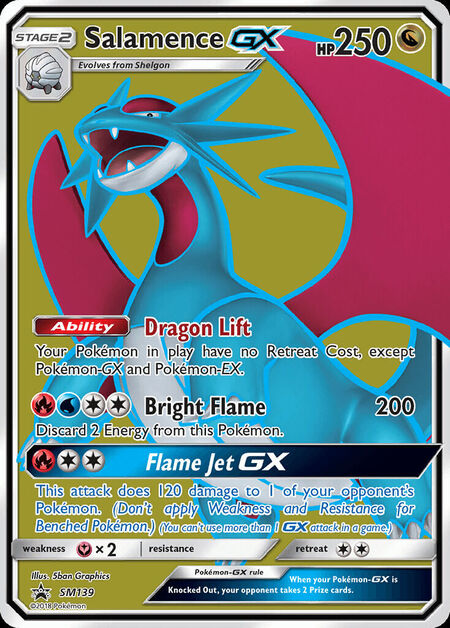 STAGE 2 Salamence GX HP250
Evolves from Shelgon
Ability Dragon Lift
Your Pokémon in play have no Retreat Cost, except
Pokémon-GX and Pokémon-EX.
Bright Flame 200
Discard 2 Energy from this Pokémon.
Flame Jet GX
This attack does 120 damage to 1 of your opponent's
Pokémon. (Don't apply Weakness and Resistance for
Benched Pokémon.) (You can't use more than 1 GX attack in a game.)
weakness ×2 resistance retreat
Illus. 5ban Graphics
SM139
©2018 Pokémon
Pokémon-GX rule
When your Pokémon-GX is
Knocked Out, your opponent takes 2 Prize cards.